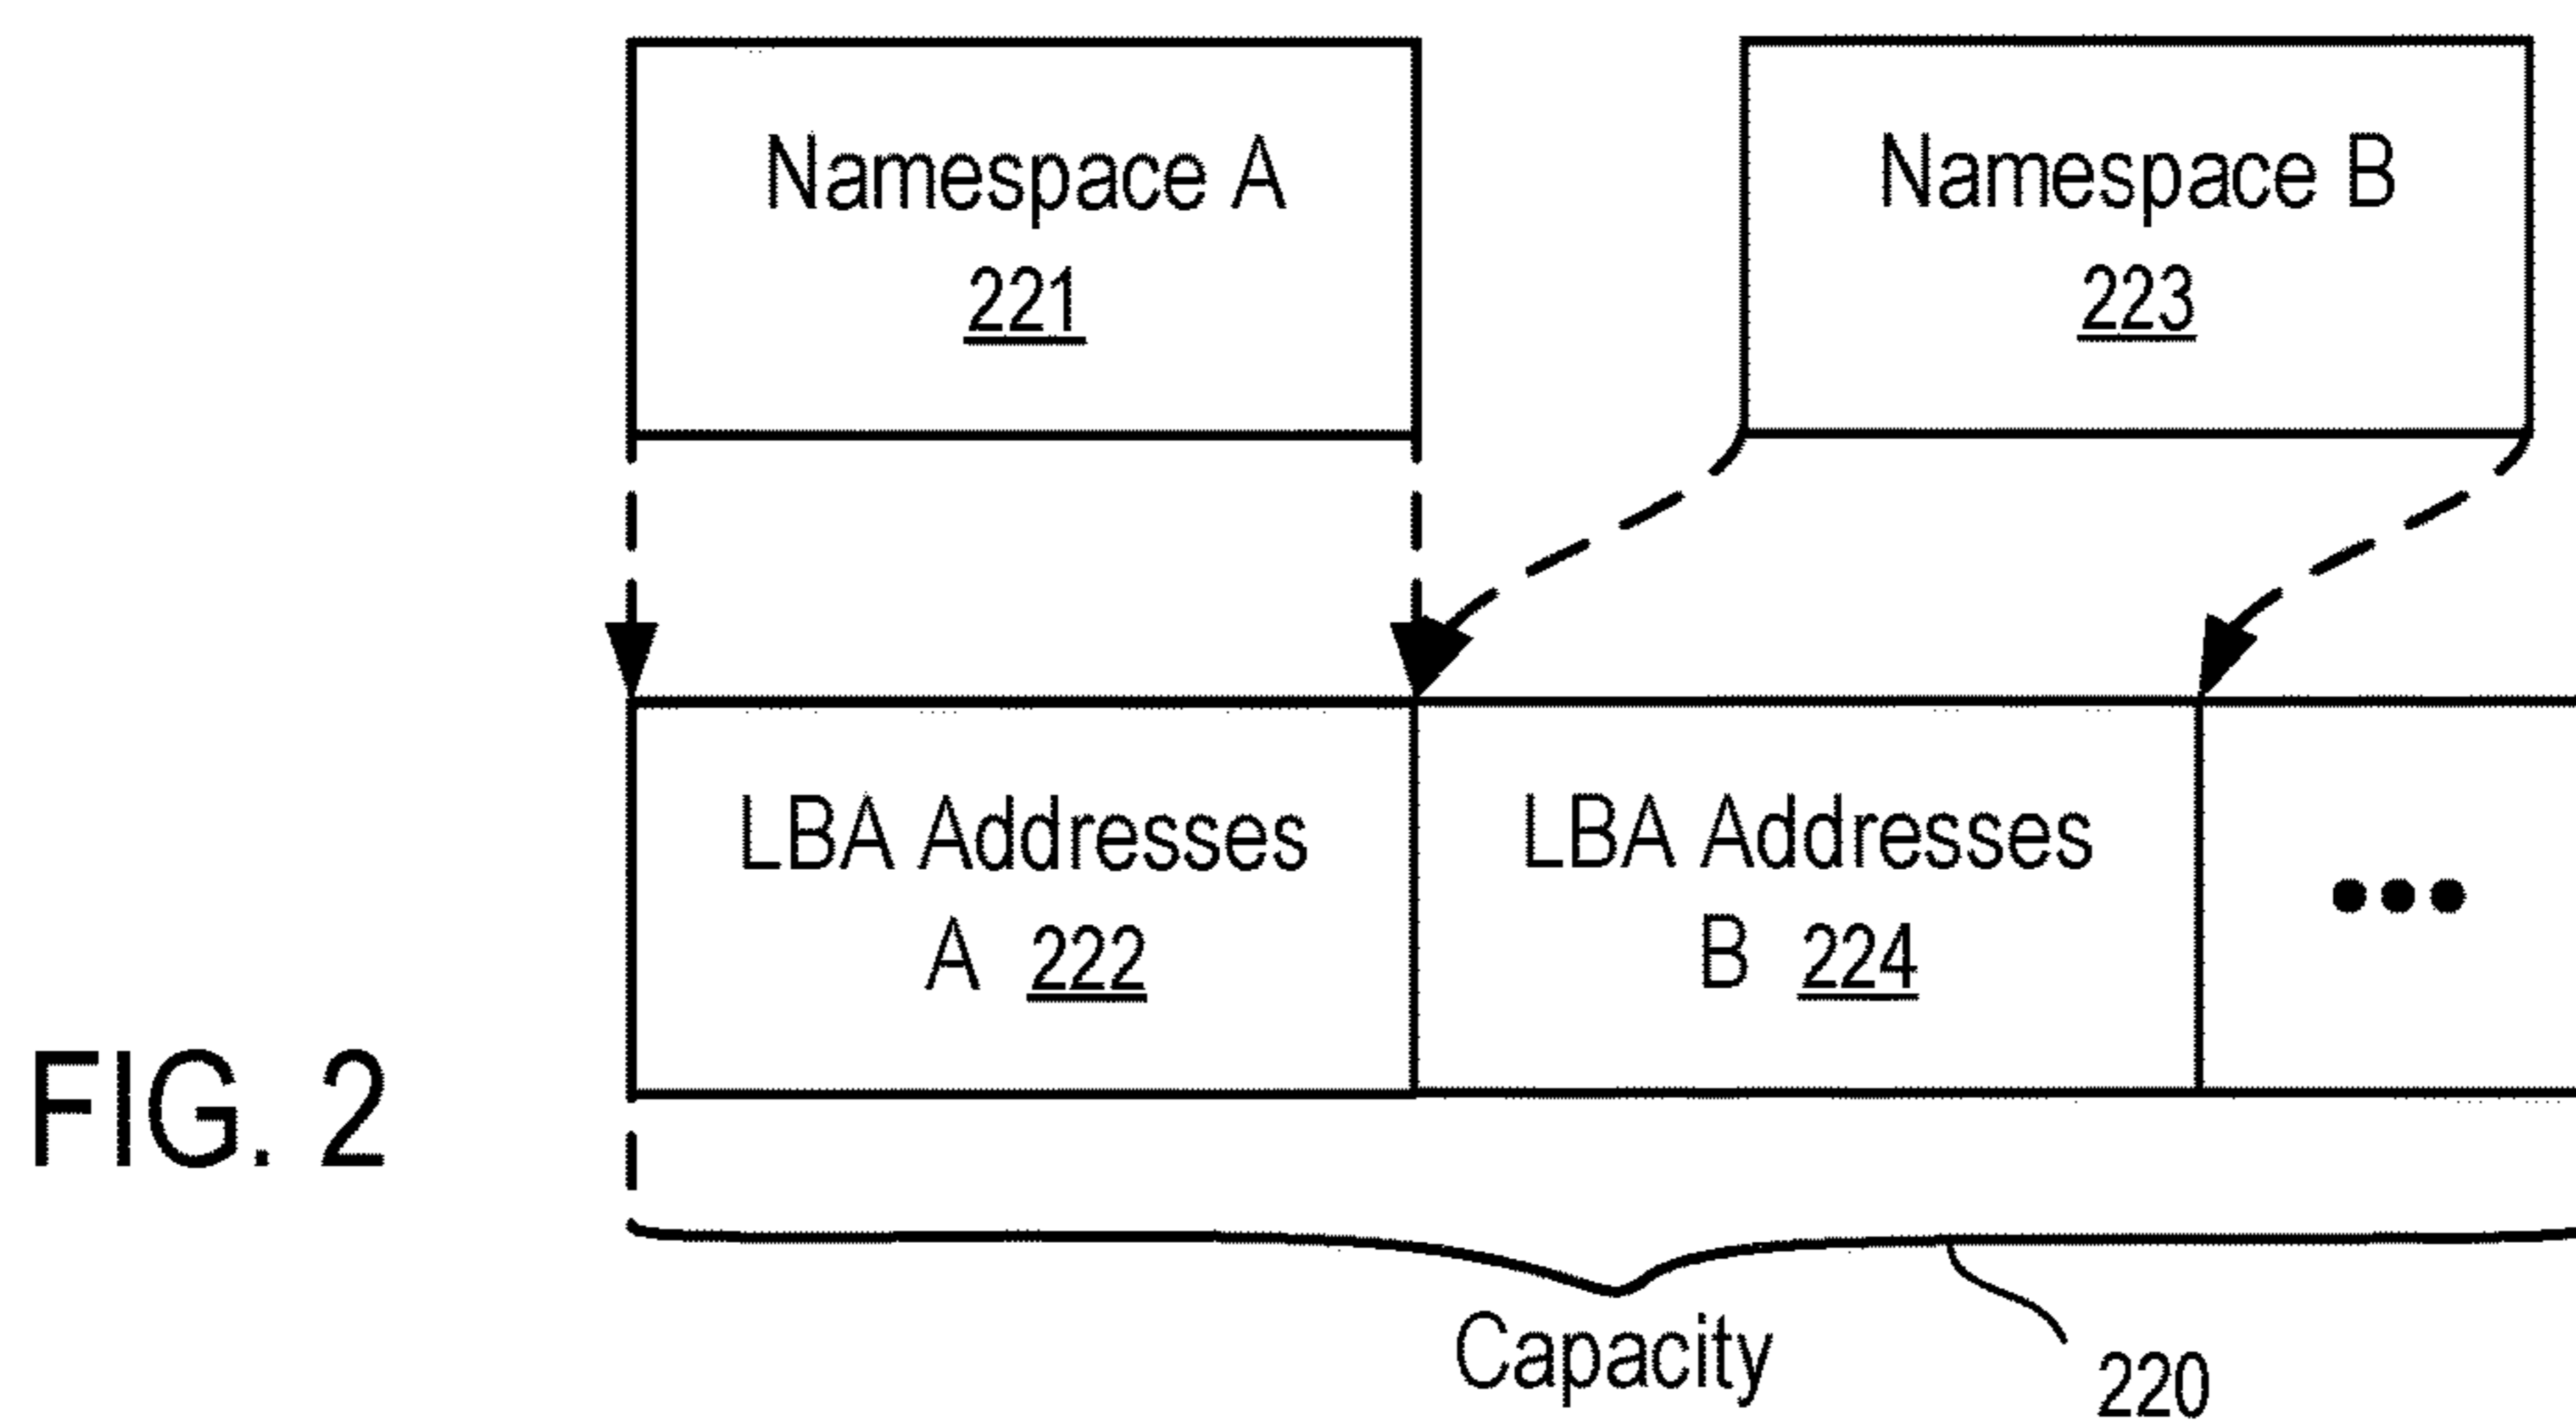 Namespace A
221
Namespace B
223
LBA Addresses
A 222
LBA Addresses
B 224
•••
FIG. 2
Capacity
220